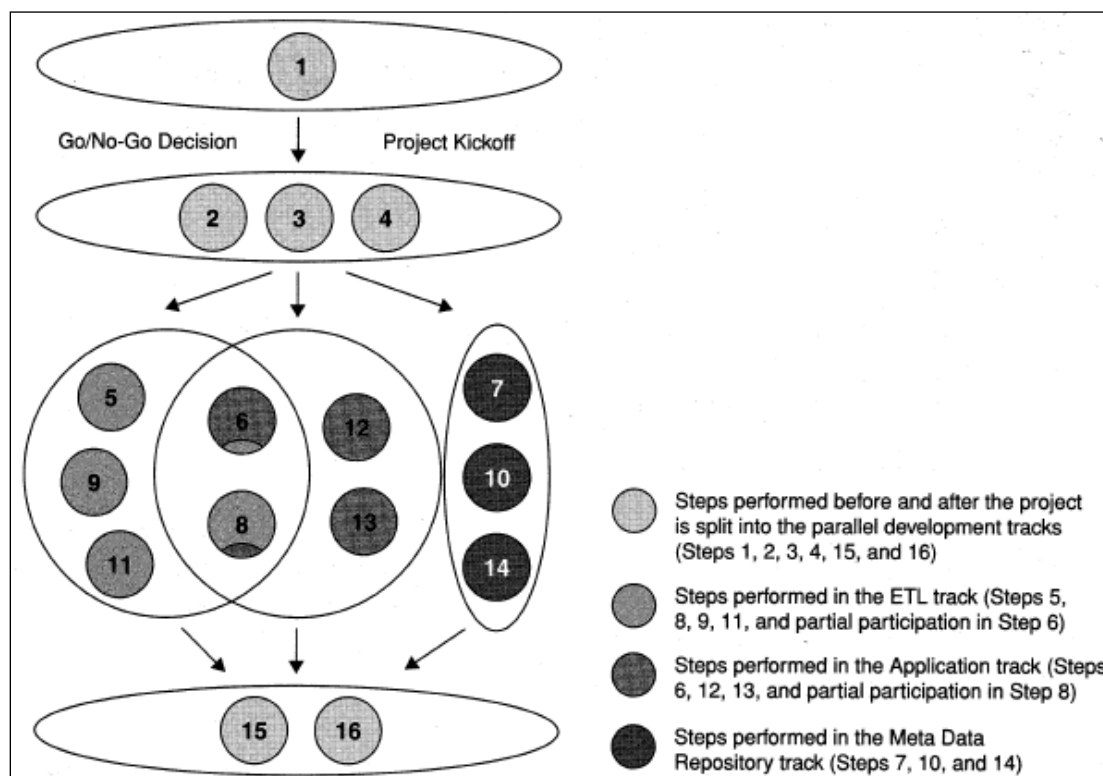 1
Go/No-Go Decision
Project Kickoff
2
3
4
5
6
12
7
9
10
8
13
11
14
15
16
Steps performed before and after the project
is split into the parallel development tracks
(Steps 1, 2, 3, 4, 15, and 16)
Steps performed in the ETL track (Steps 5,
8, 9, 11, and partial participation in Step 6)
Steps performed in the Application track (Steps
6, 12, 13, and partial participation in Step 8)
Steps performed in the Meta Data
Repository track (Steps 7, 10, and 14)